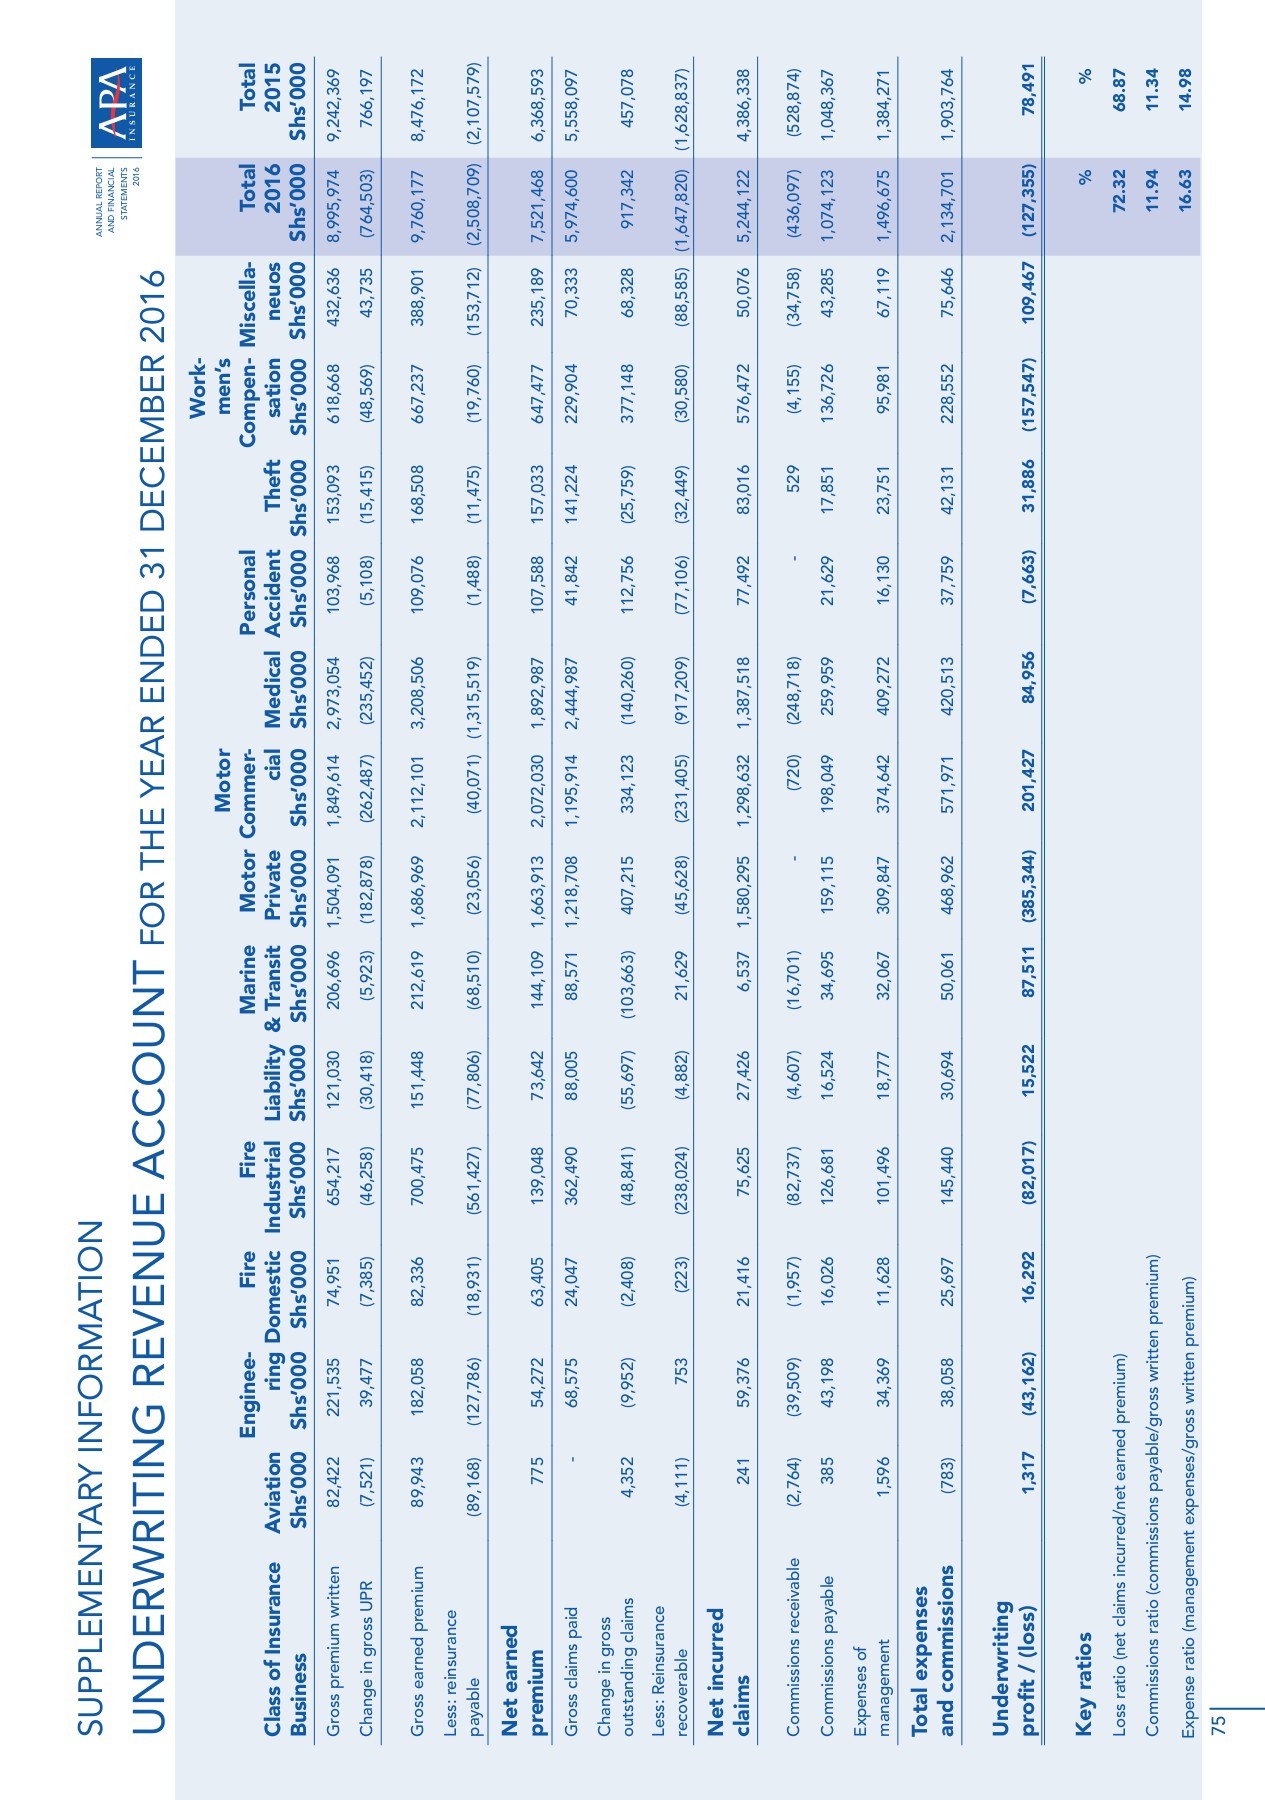 ANNUAL REPORT
AND FINANCIAL
STATEMENTS
2016
APA
INSURANCE
SUPPLEMENTARY INFORMATION
UNDERWRITING REVENUE ACCOUNT FOR THE YEAR ENDED 31 DECEMBER 2016
Class of Insurance Business Aviation Shs'000 Enginee-ring Shs'000 Fire Domestic Shs'000 Fire Industrial Shs'000 Liability Shs'000 Marine & Transit Shs'000 Motor Private Shs'000 Motor Commer-cial Shs'000 Medical Shs'000 Personal Accident Shs'000 Theft Shs'000 Work-men's Compen-sation Shs'000 Miscella-neuos Shs'000 Total 2016 Shs'000 Total 2015 Shs'000
Gross premium written 82,422 221,535 74,951 654,217 121,030 206,696 1,504,091 1,849,614 2,973,054 103,968 153,093 618,668 432,636 8,995,974 9,242,369
Change in gross UPR (7,521) 39,477 (7,385) (46,258) (30,418) (5,923) (182,878) (262,487) (235,452) (5,108) (15,415) (48,569) 43,735 (764,503) 766,197
Gross earned premium 89,943 182,058 82,336 700,475 151,448 212,619 1,686,969 2,112,101 3,208,506 109,076 168,508 667,237 388,901 9,760,177 8,476,172
Less: reinsurance
payable (89,168) (127,786) (18,931) (561,427) (77,806) (68,510) (23,056) (40,071) (1,315,519) (1,488) (11,475) (19,760) (153,712) (2,508,709) (2,107,579)
Net earned
premium 775 54,272 63,405 139,048 73,642 144,109 1,663,913 2,072,030 1,892,987 107,588 157,033 647,477 235,189 7,521,468 6,368,593
Gross claims paid - 68,575 24,047 362,490 88,005 88,571 1,218,708 1,195,914 2,444,987 41,842 141,224 229,904 70,333 5,974,600 5,558,097
Change in gross
outstanding claims 4,352 (9,952) (2,408) (48,841) (55,697) (103,663) 407,215 334,123 (140,260) 112,756 (25,759) 377,148 68,328 917,342 457,078
Less: Reinsurance
recoverable (4,111) 753 (223) (238,024) (4,882) 21,629 (45,628) (231,405) (917,209) (77,106) (32,449) (30,580) (88,585) (1,647,820) (1,628,837)
Net incurred
claims 241 59,376 21,416 75,625 27,426 6,537 1,580,295 1,298,632 1,387,518 77,492 83,016 576,472 50,076 5,244,122 4,386,338
Commissions receivable (2,764) (39,509) (1,957) (82,737) (4,607) (16,701) - (720) (248,718) - 529 (4,155) (34,758) (436,097) (528,874)
Commissions payable 385 43,198 16,026 126,681 16,524 34,695 159,115 198,049 259,959 21,629 17,851 136,726 43,285 1,074,123 1,048,367
Expenses of
management 1,596 34,369 11,628 101,496 18,777 32,067 309,847 374,642 409,272 16,130 23,751 95,981 67,119 1,496,675 1,384,271
Total expenses
and commissions (783) 38,058 25,697 145,440 30,694 50,061 468,962 571,971 420,513 37,759 42,131 228,552 75,646 2,134,701 1,903,764
Underwriting
profit / (loss) 1,317 (43,162) 16,292 (82,017) 15,522 87,511 (385,344) 201,427 84,956 (7,663) 31,886 (157,547) 109,467 (127,355) 78,491
Key ratios % %
Loss ratio (net claims incurred/net earned premium) 72.32 68.87
Commissions ratio (commissions payable/gross written premium) 11.94 11.34
Expense ratio (management expenses/gross written premium) 16.63 14.98
75